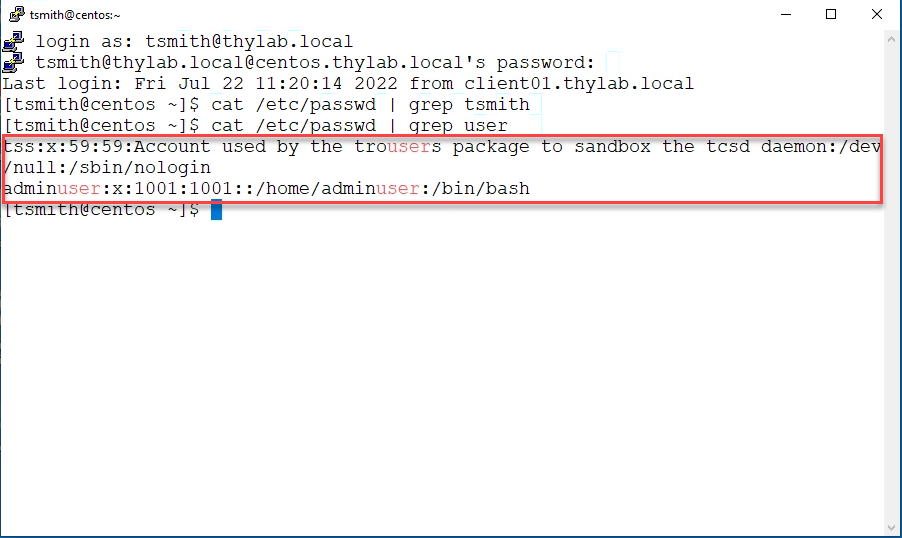 tsmith@centos:~
login as: tsmith@thylab.local
tsmith@thylab.local@centos.thylab.local's password:
Last login: Fri Jul 22 11:20:14 2022 from client01.thylab.local
[tsmith@centos ~]$ cat /etc/passwd | grep tsmith
[tsmith@centos ~]$ cat /etc/passwd | grep user
tss:x:59:59:Account used by the trousers package to sandbox the tcsd daemon:/dev
/null:/sbin/nologin
adminuser:x:1001:1001::/home/adminuser:/bin/bash
[tsmith@centos ~]$